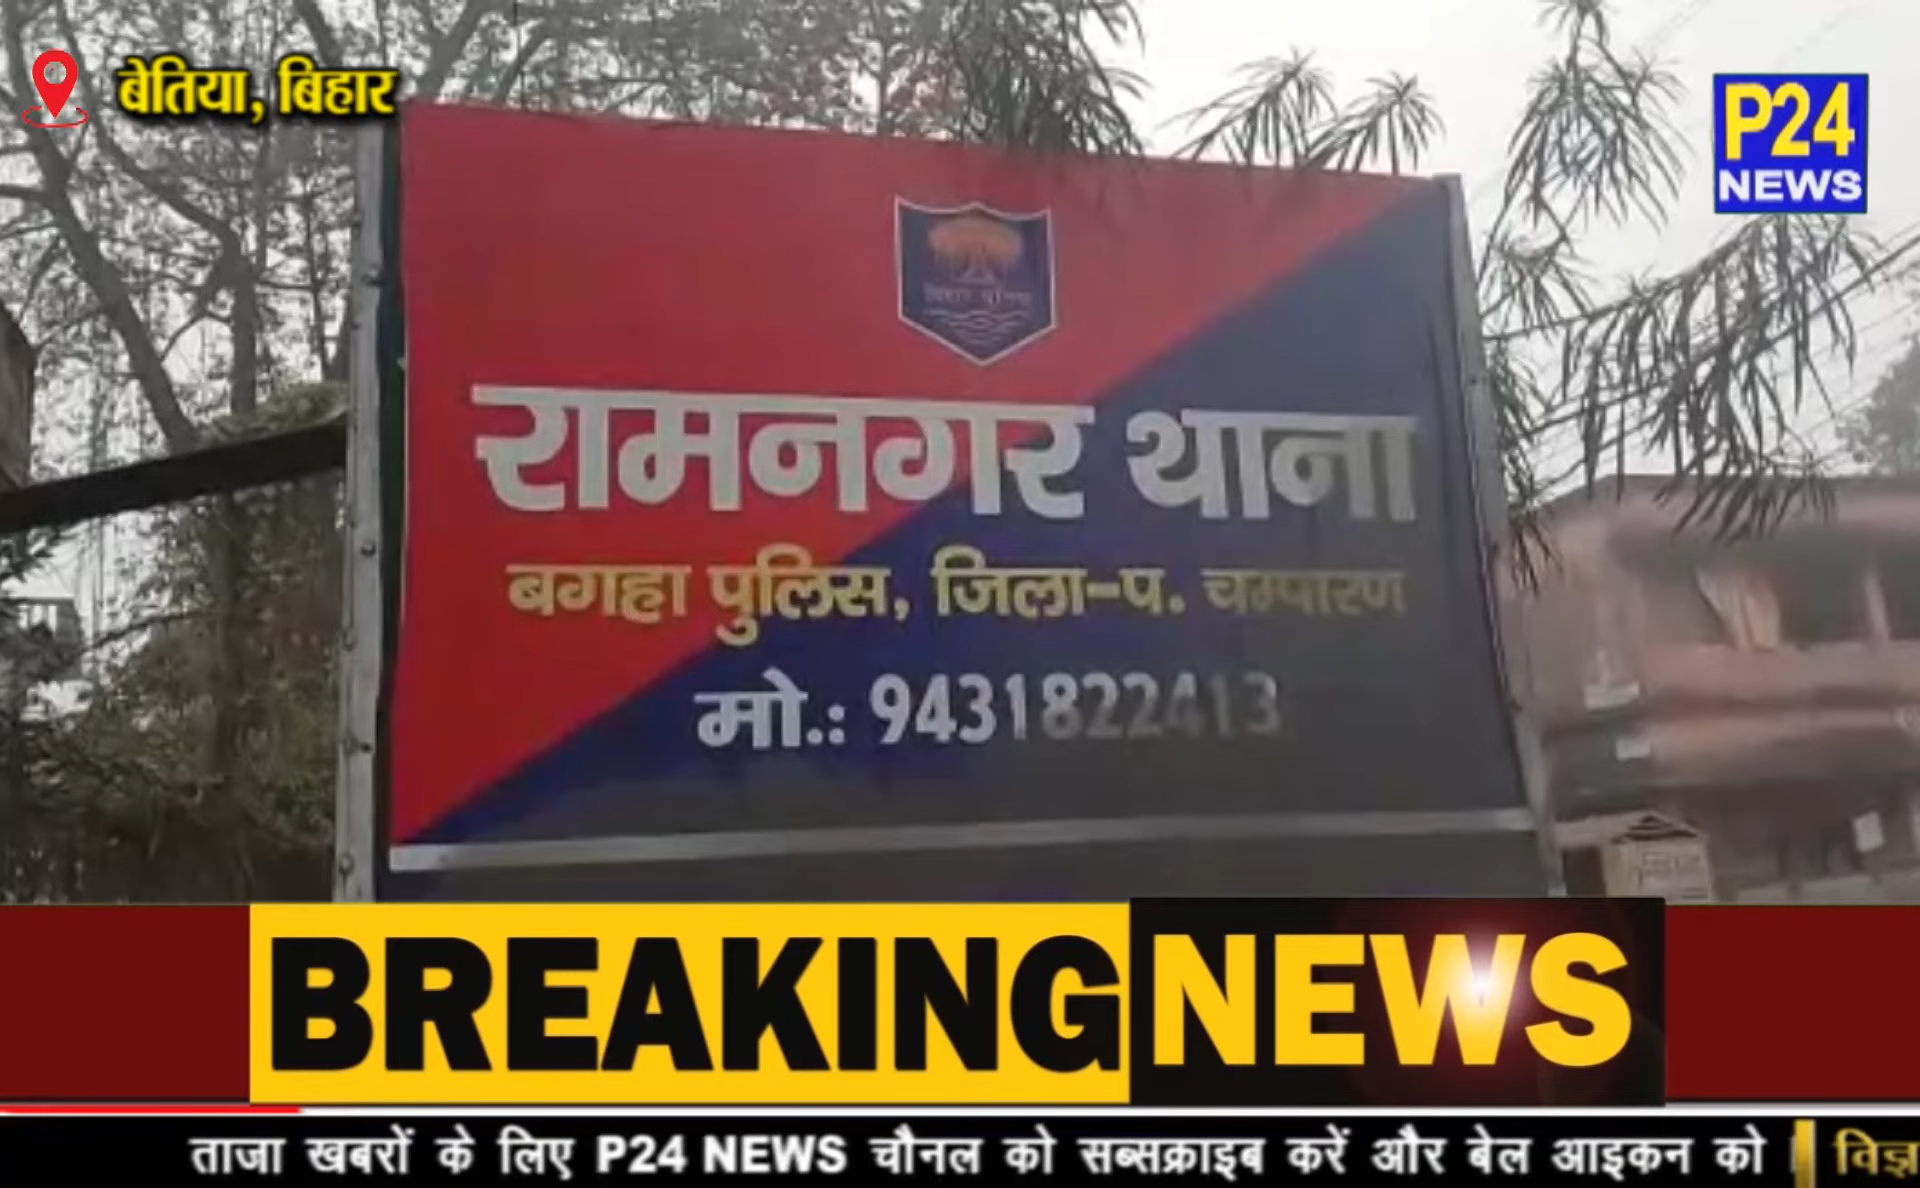 बेतिया, बिहार
P24
NEWS
बिहार पुलिस
रामनगर थाना
बगहा पुलिस, जिला-प. चम्पारण
मो.: 9431822413
BREAKING NEWS
ताजा खबरों के लिए P24 NEWS चौनल को सब्सक्राइब करें और बेल आइकन को